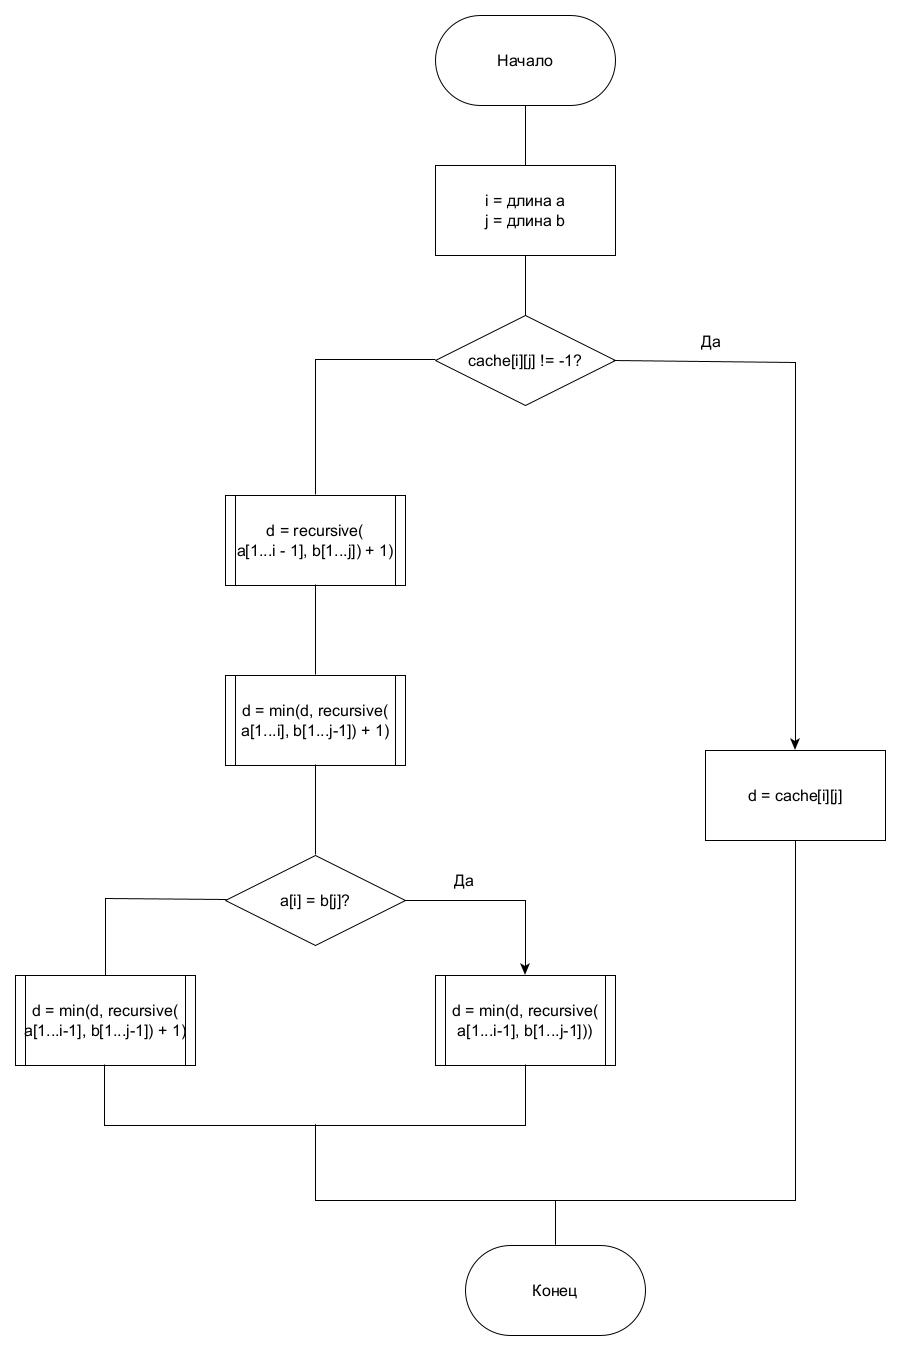 Начало
i = длина a
j = длина b
cache[i][j] != -1?
Да
d = recursive(
a[1...i - 1], b[1...j]) + 1)
d = min(d, recursive(
a[1...i], b[1...j-1]) + 1)
d = cache[i][j]
a[i] = b[j]?
Да
d = min(d, recursive(
a[1...i-1], b[1...j-1]) + 1)
d = min(d, recursive(
a[1...i-1], b[1...j-1]))
Конец